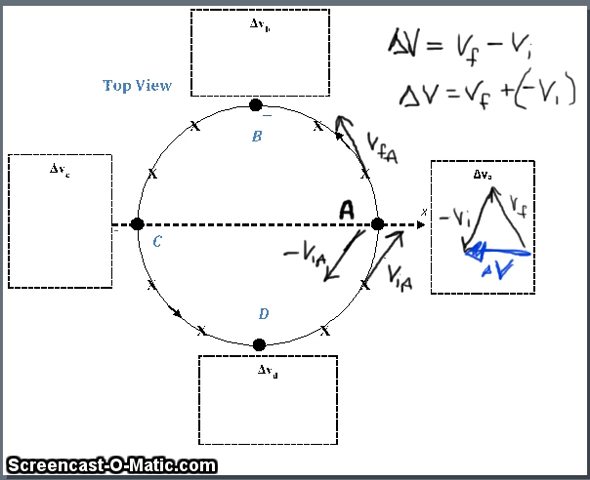 Δv_b
ΔV = V_f - V_i
ΔV = V_f + (-V_i)
Top View
X
X
B
V_fA
Δv_c
X
X
Δv_a
A
x
-V_i
V_f
C
-V_iA
V_iA
ΔV
X
X
D
X
X
Δv_d
Screencast-O-Matic.com